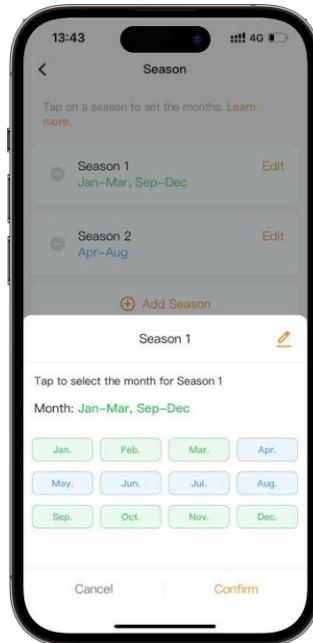 13:43
4G
Season
Tap on a season to set the months. Learn
more.
Season 1
Edit
Jan–Mar, Sep–Dec
Season 2
Edit
Apr–Aug
Add Season
Season 1
Tap to select the month for Season 1
Month: Jan–Mar, Sep–Dec
Jan. Feb. Mar. Apr.
May. Jun. Jul. Aug.
Sep. Oct. Nov. Dec.
Cancel Confirm